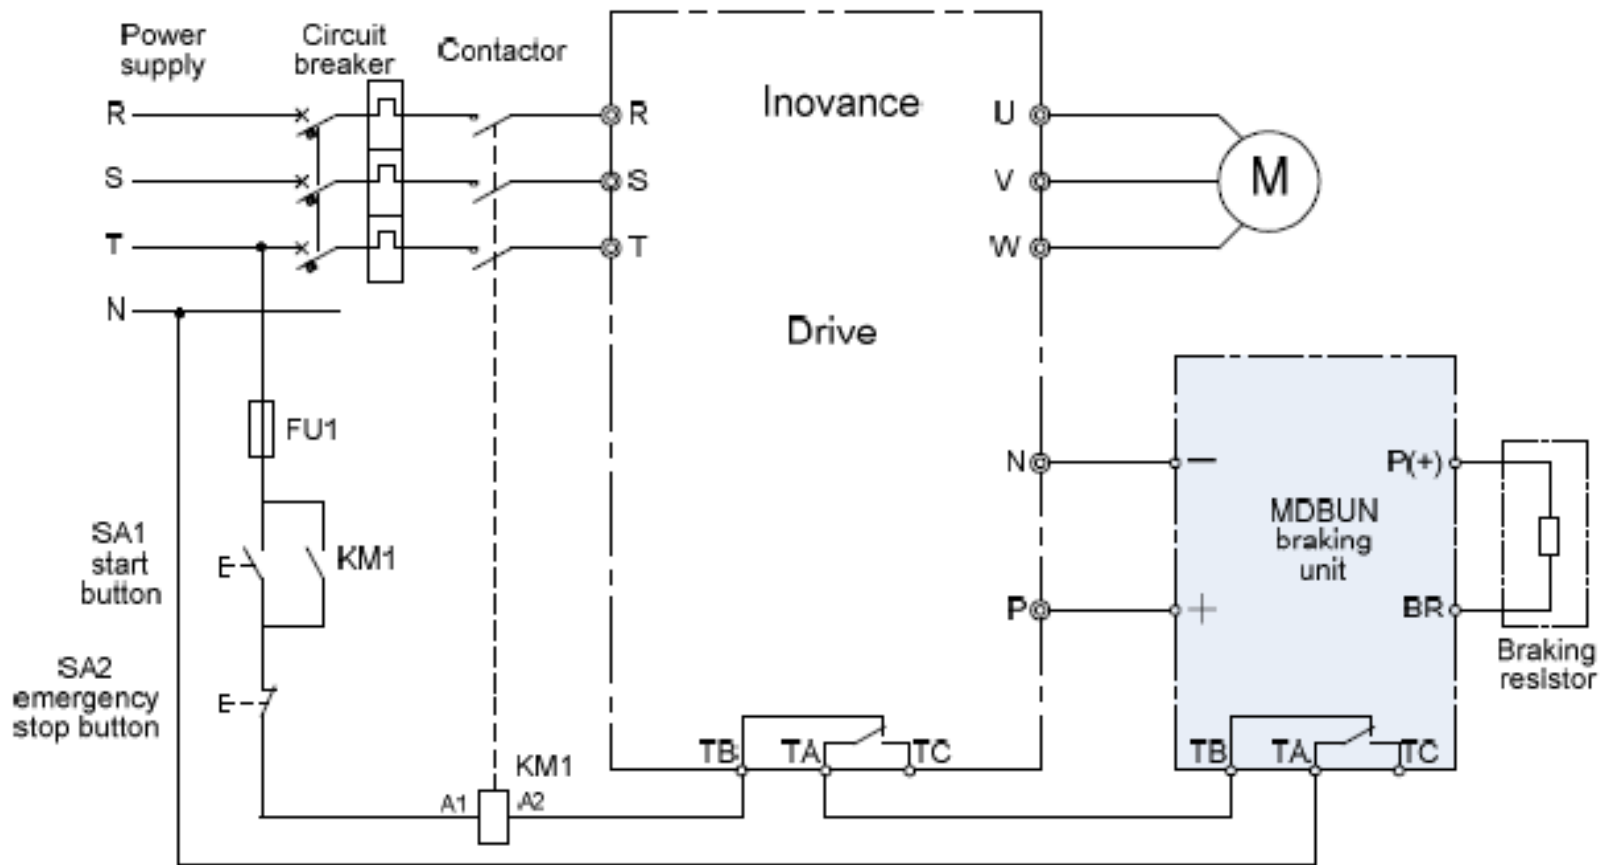 Power
supply
Circuit
breaker
Contactor
R
R
Inovance
U
S
S
V
M
T
T
W
N
Drive
FU1
N
−
P(+)
MDBUN
braking
unit
SA1
start
button
KM1
P
+
BR
Braking
resistor
SA2
emergency
stop button
TB
TA
TC
TB
TA
TC
KM1
A1
A2